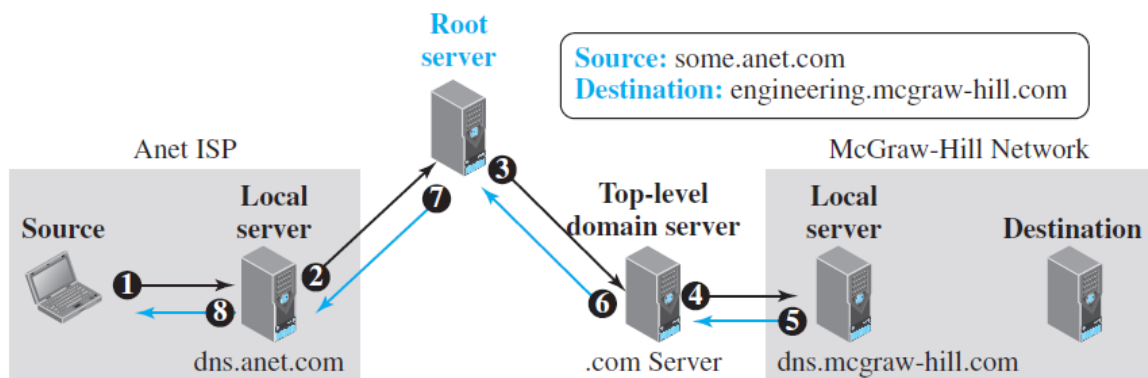 Root
server
Source: some.anet.com
Destination: engineering.mcgraw-hill.com
Anet ISP
McGraw-Hill Network
Source
Local
server
Top-level
domain server
Local
server
Destination
1
2
3
4
5
6
7
8
dns.anet.com
.com Server
dns.mcgraw-hill.com